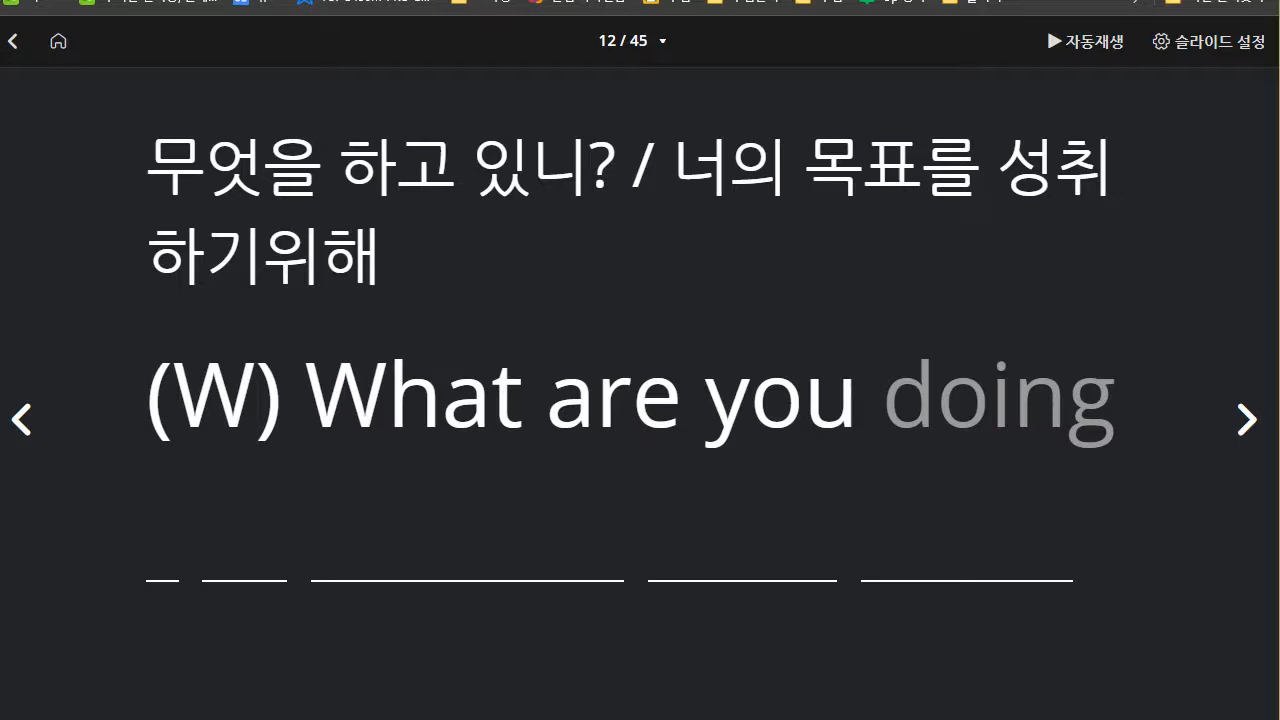 12 / 45
자동재생
슬라이드 설정
무엇을 하고 있니? / 너의 목표를 성취
하기위해
(W) What are you doing